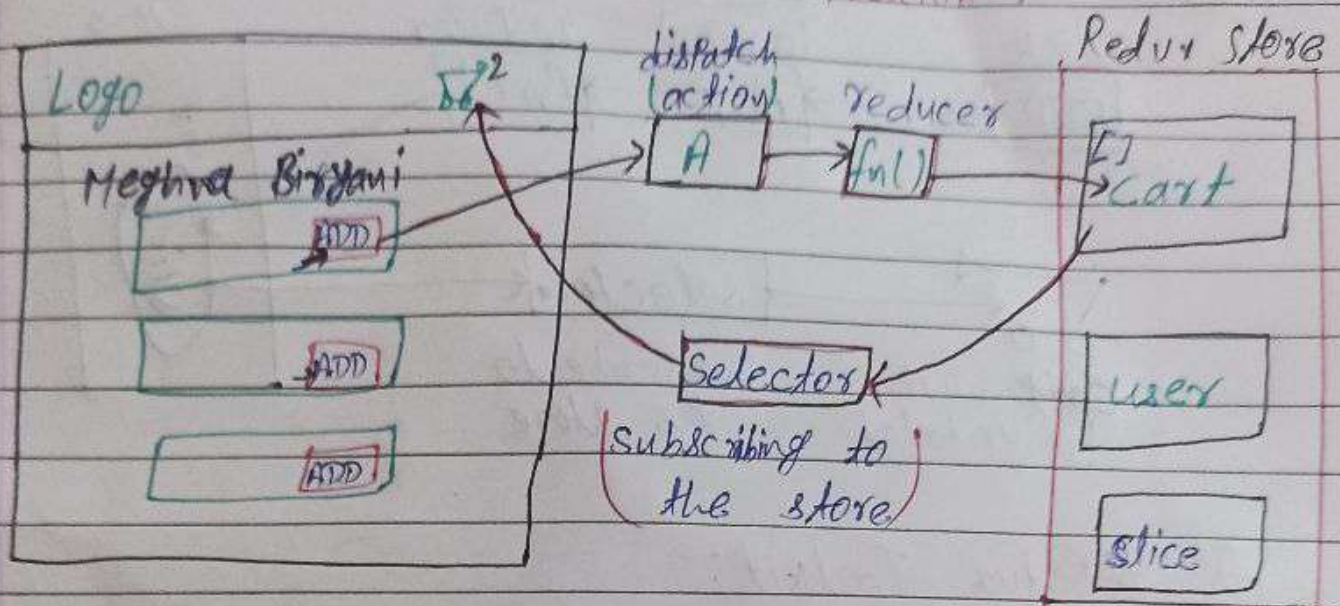 Redux Store
dispatch
(action)
reducer
Logo
2
A
fn()
[]
Cart
Meghna Biryani
ADD
ADD
ADD
Selector
(subscribing to
the store)
user
slice